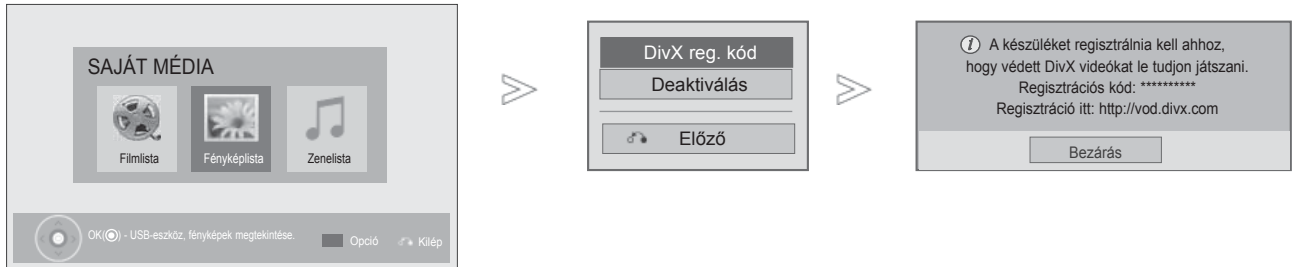 SAJÁT MÉDIA
Filmlista
Fényképlista
Zenelista
OK(◉) - USB-eszköz, fényképek megtekintése.
Opció
Kilép
DivX reg. kód
Deaktiválás
Előző
A készüléket regisztrálnia kell ahhoz,
hogy védett DivX videókat le tudjon játszani.
Regisztrációs kód: **********
Regisztráció itt: http://vod.divx.com
Bezárás